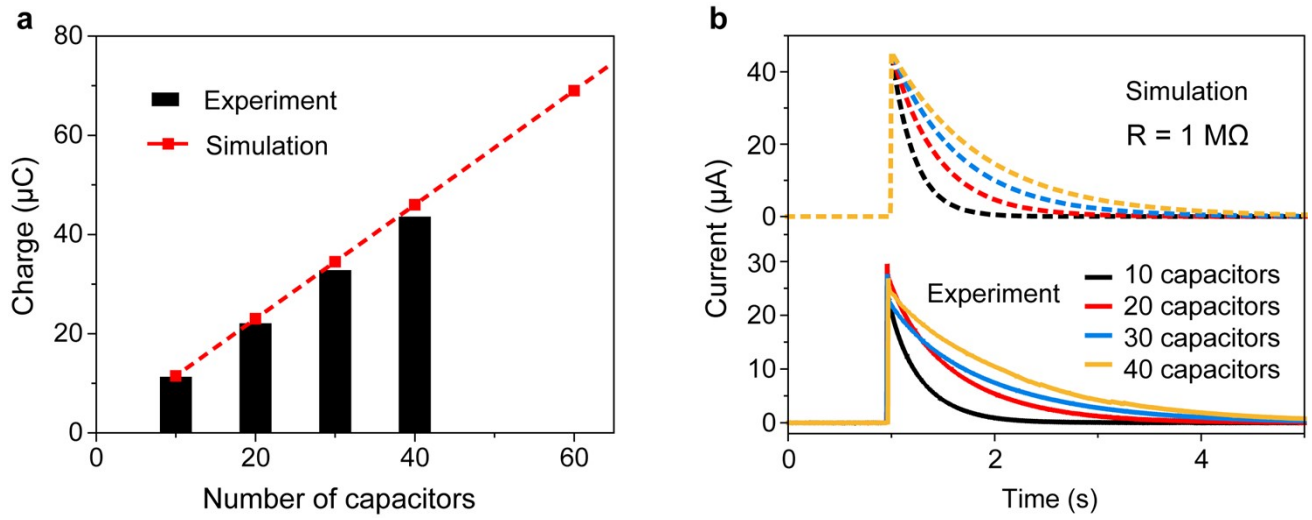 a
80
60
40
20
0
Charge (µC)
Experiment
Simulation
0
20
40
60
Number of capacitors
b
40
20
0
30
20
10
0
Current (µA)
Simulation
R = 1 MΩ
Experiment
10 capacitors
20 capacitors
30 capacitors
40 capacitors
0
2
4
Time (s)